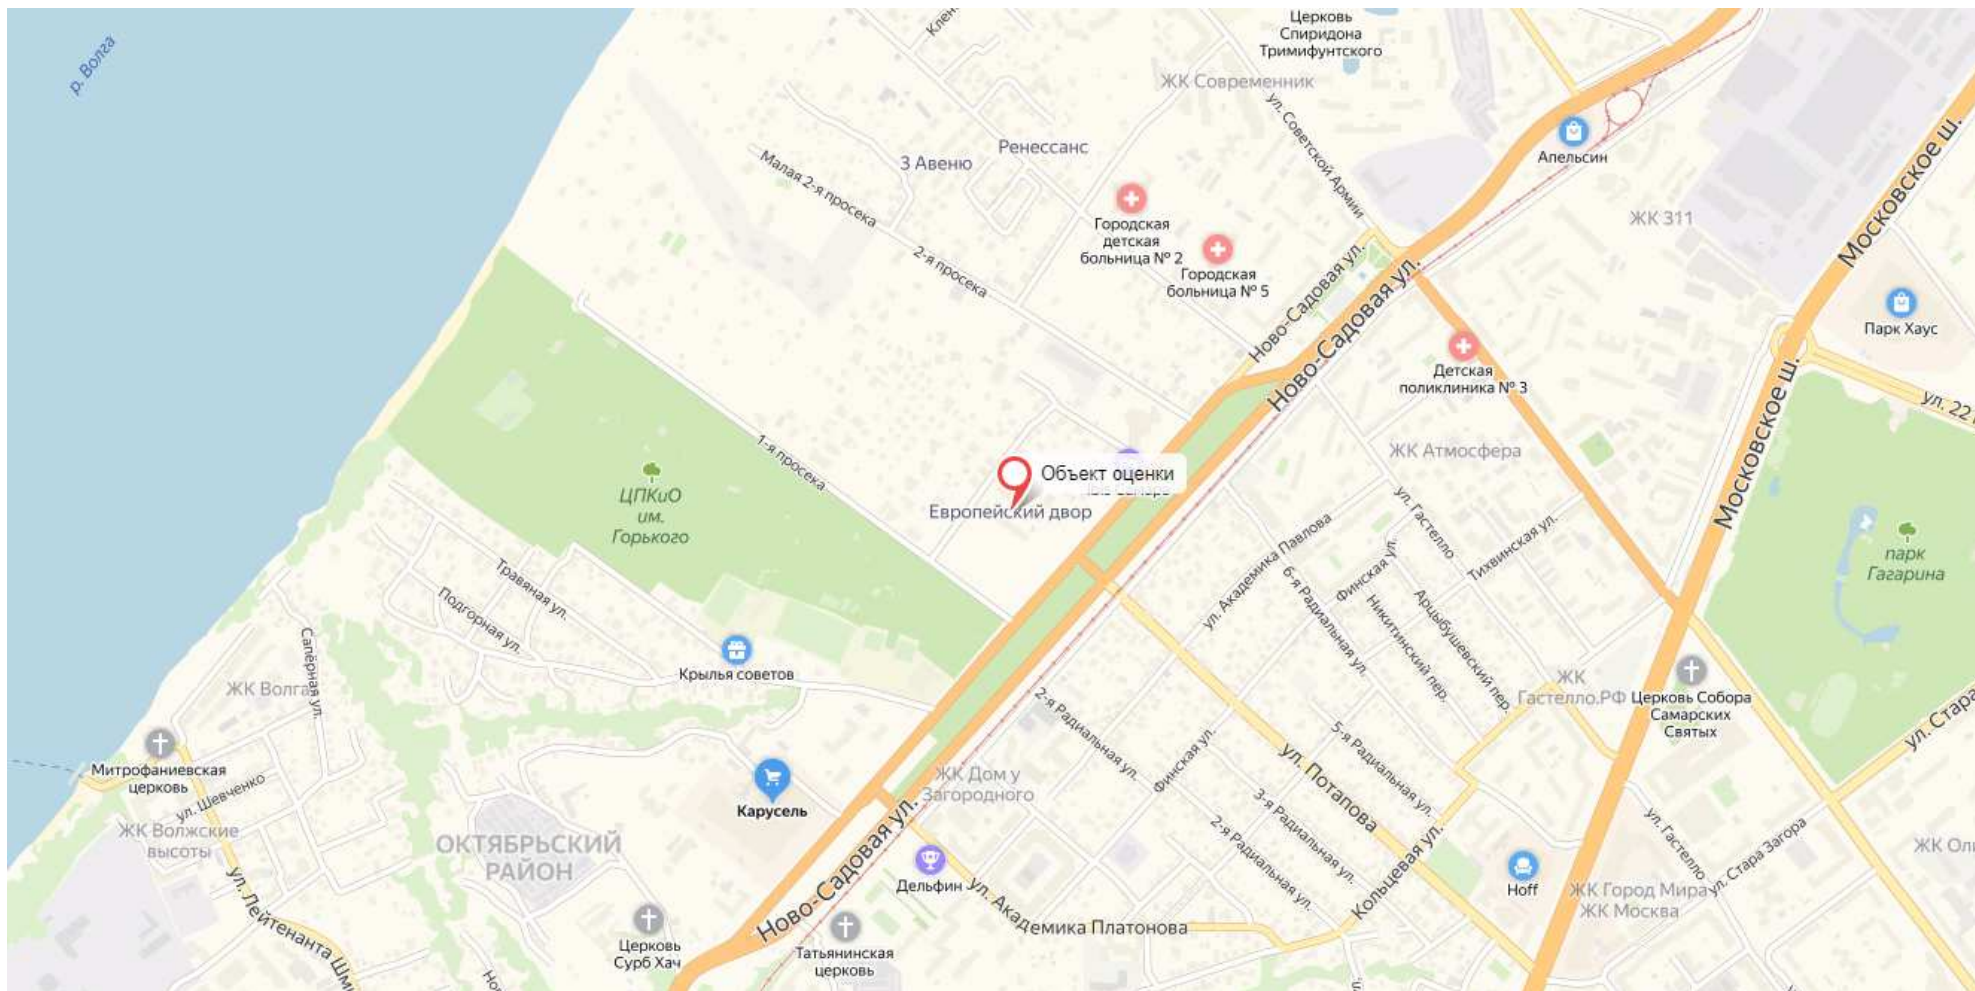 р. Волга
Церковь
Спиридона
Тримифунтского
ЖК Современник
ул. Советской Армии
Апельсин
Московское ш.
Ренессанс
3 Авеню
Малая 2-я просека
2-я просека
Городская
детская
больница № 2
Городская
больница № 5
ЖК 311
Парк Хаус
Ново-Садовая ул.
Ново-Садовая ул.
Детская
поликлиника № 3
Московское ш.
ул. 22
ЖК Атмосфера
1-я просека
Объект оценки
Европейский двор
ЦПКиО
им.
Горького
ул. Гастелло
Тихвинская ул.
ул. Академика Павлова
Финская ул.
6-я Радиальная ул.
Никитинский пер.
Арцыбушевский пер.
парк
Гагарина
Травяная ул.
Подгорная ул.
Сапёрная ул.
Крылья советов
ЖК Волга
2-я Радиальная ул.
Финская ул.
ул. Потапова
5-я Радиальная ул.
3-я Радиальная ул.
2-я Радиальная ул.
ЖК
Гастелло.РФ
Церковь Собора
Самарских
Святых
ул. Стара
Митрофаниевская
церковь
ул. Шевченко
ЖК Волжские
высоты
ОКТЯБРЬСКИЙ
РАЙОН
Карусель
ЖК Дом у
Загородного
Ново-Садовая ул.
Дельфин
ул. Академика Платонова
Кольцевая ул.
Hoff
ул. Гастелло
ул. Стара Загора
ЖК Город Мира
ЖК Москва
ул. Лейтенанта Шм
Церковь
Сурб Хач
Татьянинская
церковь